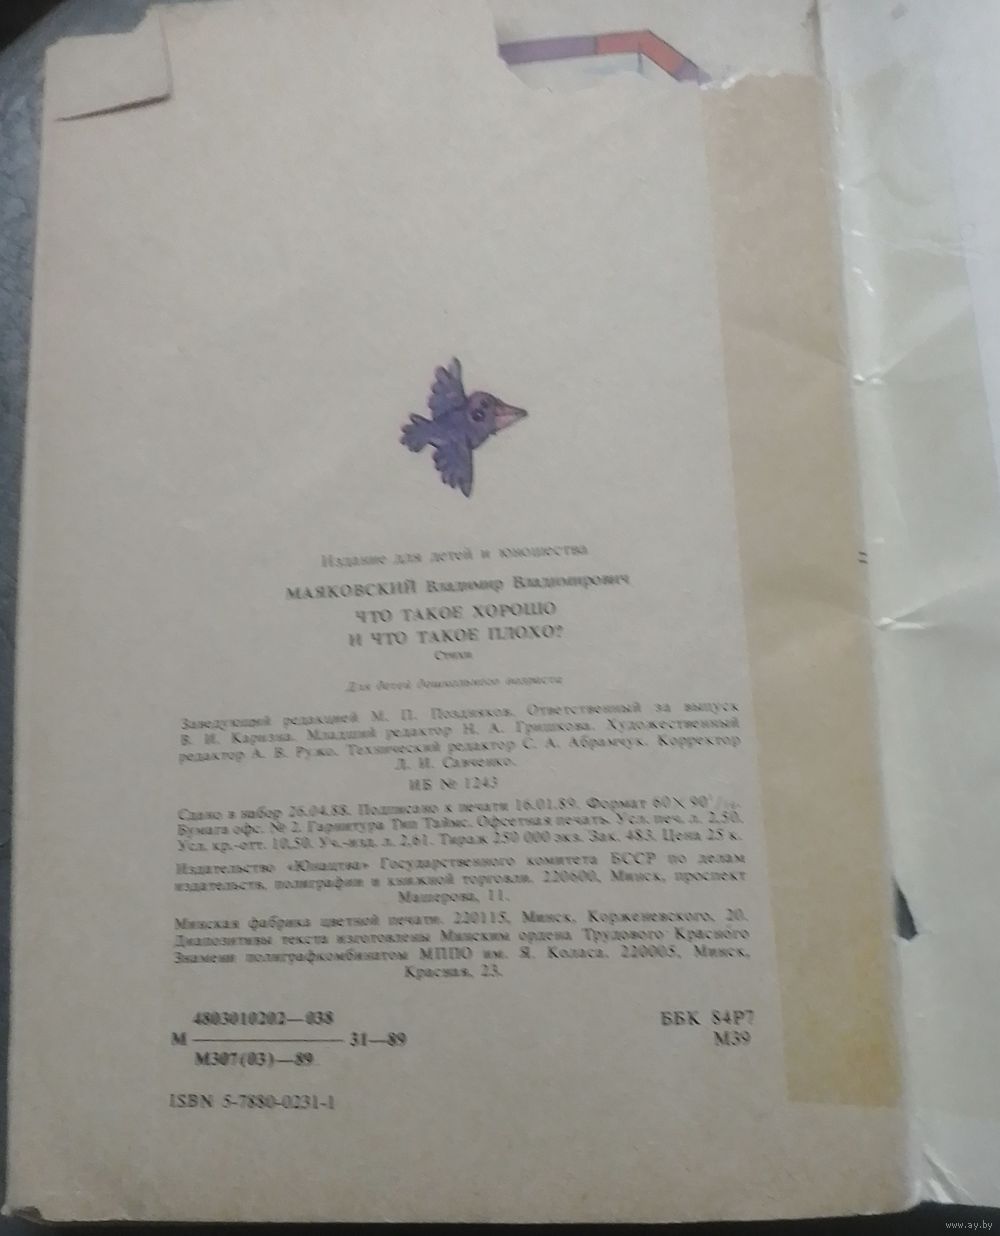 Издание для детей и юношества
МАЯКОВСКИЙ Владимир Владимирович
ЧТО ТАКОЕ ХОРОШО
И ЧТО ТАКОЕ ПЛОХО?
Стихи
Для детей дошкольного возраста
Заведующий редакцией М. П. Поздняков. Ответственный за выпуск
В. И. Каризна. Младший редактор Н. А. Гришкова. Художественный
редактор А. В. Ружо. Технический редактор С. А. Абрамчук. Корректор
Л. И. Савченко.
ИБ № 1243
Сдано в набор 26.04.88. Подписано к печати 16.01.89. Формат 60×90¹/₁₆.
Бумага офс. № 2. Гарнитура Тип Таймс. Офсетная печать. Усл. печ. л. 2,50.
Усл. кр.-отт. 10,50. Уч.-изд. л. 2,61. Тираж 250 000 экз. Зак. 483. Цена 25 к.
Издательство «Юнацтва» Государственного комитета БССР по делам
издательств, полиграфии и книжной торговли. 220600, Минск, проспект
Машерова, 11.
Минская фабрика цветной печати. 220115, Минск, Корженевского, 20.
Диапозитивы текста изготовлены Минским ордена Трудового Красного
Знамени полиграфкомбинатом МППО им. Я. Коласа. 220005, Минск,
Красная, 23.
4803010202—038
М 31—89
М307(03)—89
ББК 84Р7
М39
ISBN 5-7880-0231-1
www.ay.by